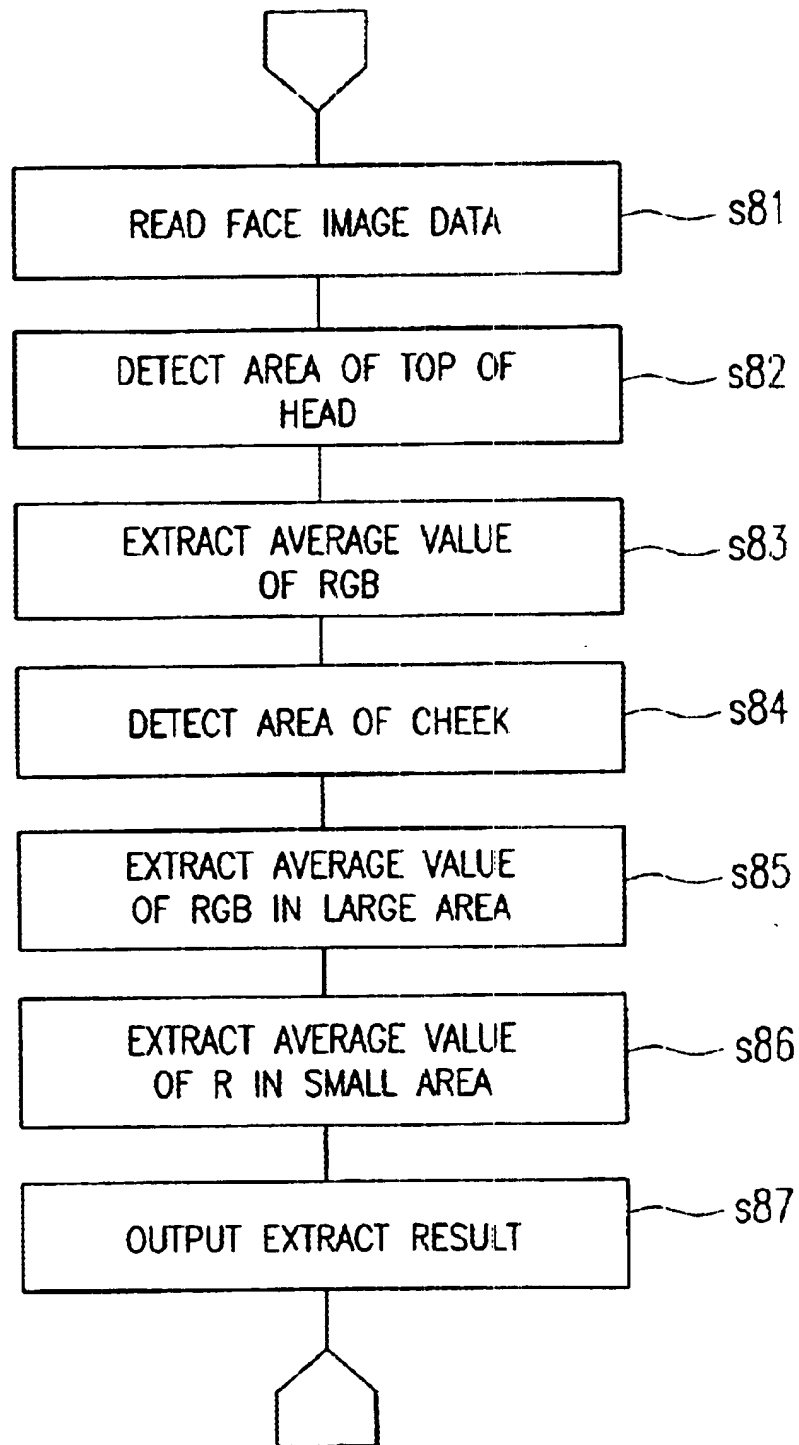 READ FACE IMAGE DATA
s81
DETECT AREA OF TOP OF
HEAD
s82
EXTRACT AVERAGE VALUE
OF RGB
s83
DETECT AREA OF CHEEK
s84
EXTRACT AVERAGE VALUE
OF RGB IN LARGE AREA
s85
EXTRACT AVERAGE VALUE
OF R IN SMALL AREA
s86
OUTPUT EXTRACT RESULT
s87